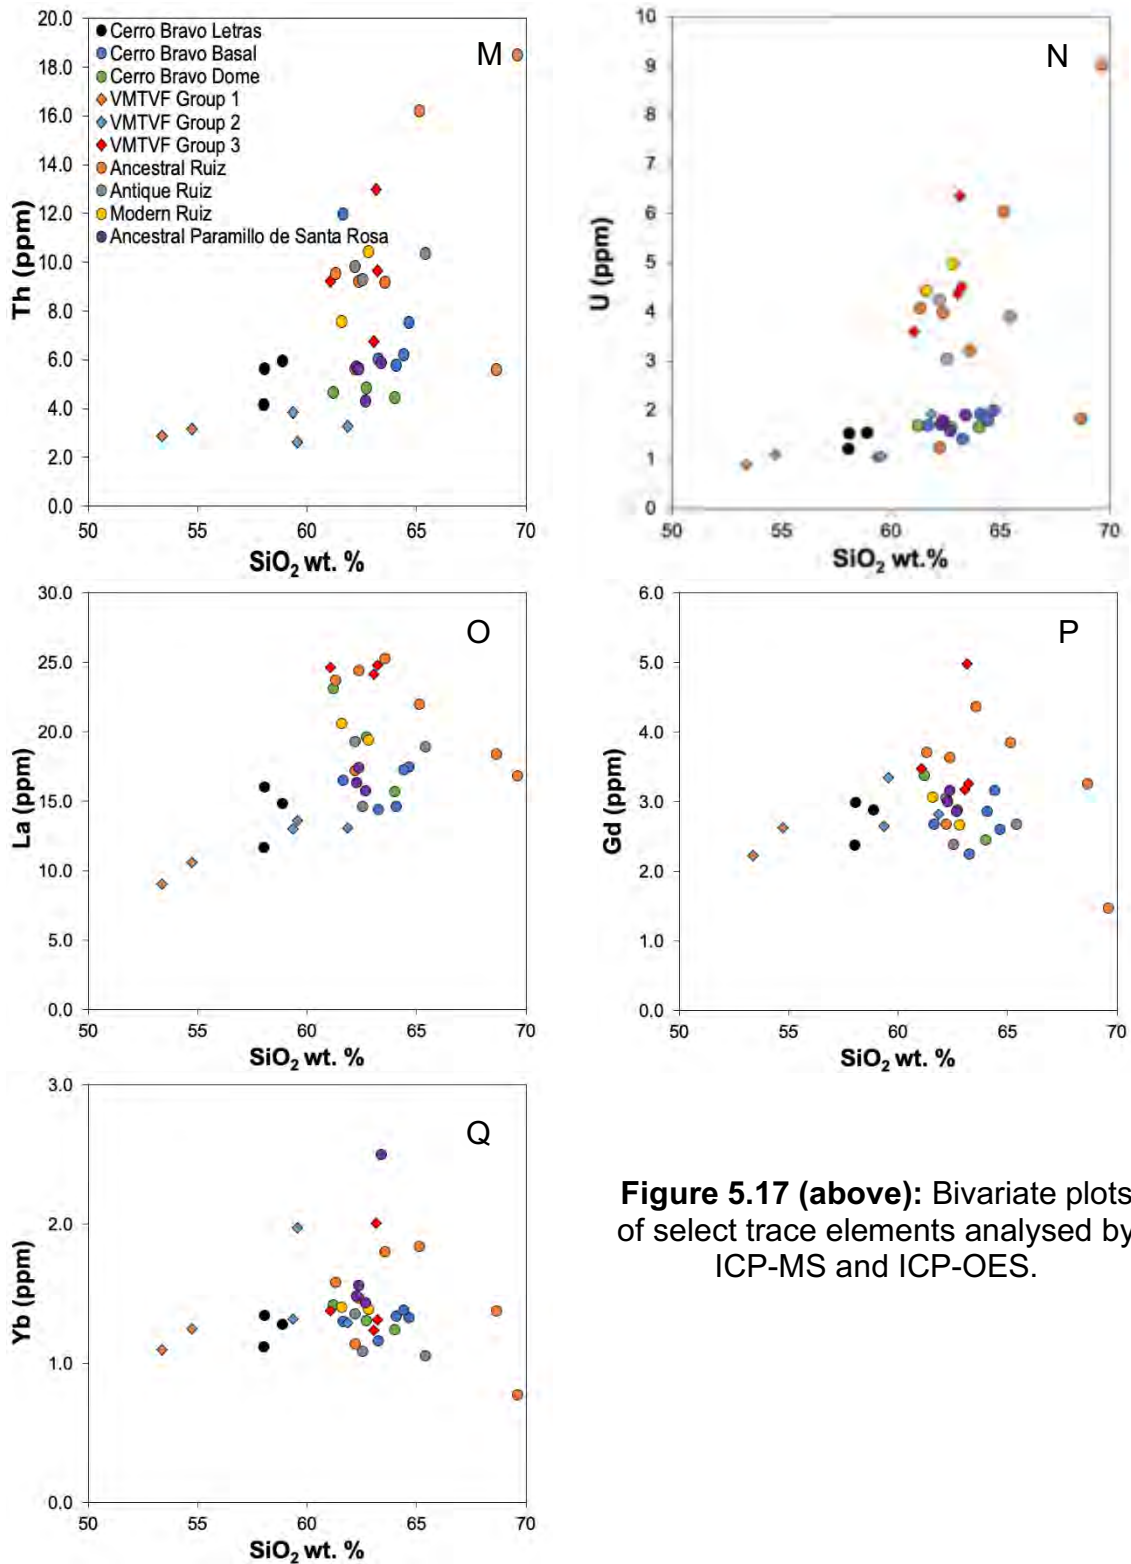 20.0
18.0
16.0
14.0
12.0
10.0
8.0
6.0
4.0
2.0
0.0
Th (ppm)
Cerro Bravo Letras
Cerro Bravo Basal
Cerro Bravo Dome
VMTVF Group 1
VMTVF Group 2
VMTVF Group 3
Ancestral Ruiz
Antique Ruiz
Modern Ruiz
Ancestral Paramillo de Santa Rosa
M
50 55 60 65 70
SiO2 wt. %
10
9
8
7
6
5
4
3
2
1
0
U (ppm)
N
50 55 60 65 70
SiO2 wt.%
30.0
25.0
20.0
15.0
10.0
5.0
0.0
La (ppm)
O
50 55 60 65 70
SiO2 wt. %
6.0
5.0
4.0
3.0
2.0
1.0
0.0
Gd (ppm)
P
50 55 60 65 70
SiO2 wt. %
3.0
2.0
1.0
0.0
Yb (ppm)
Q
50 55 60 65 70
SiO2 wt. %
Figure 5.17 (above): Bivariate plots
of select trace elements analysed by
ICP-MS and ICP-OES.